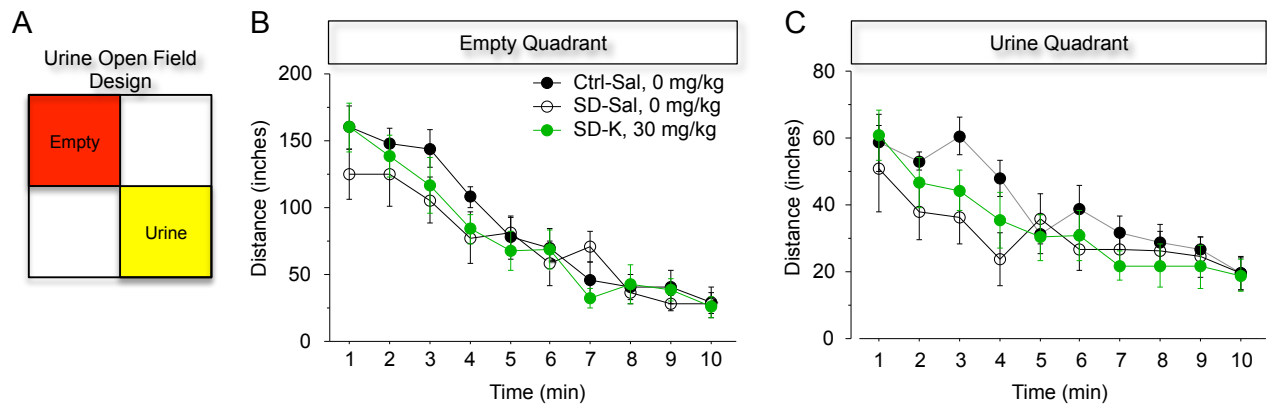 A
Urine Open Field
Design
Empty
Urine
B
Empty Quadrant
Ctrl-Sal, 0 mg/kg
SD-Sal, 0 mg/kg
SD-K, 30 mg/kg
Distance (inches)
200
150
100
50
0
1 2 3 4 5 6 7 8 9 10
Time (min)
C
Urine Quadrant
Distance (inches)
80
60
40
20
0
1 2 3 4 5 6 7 8 9 10
Time (min)